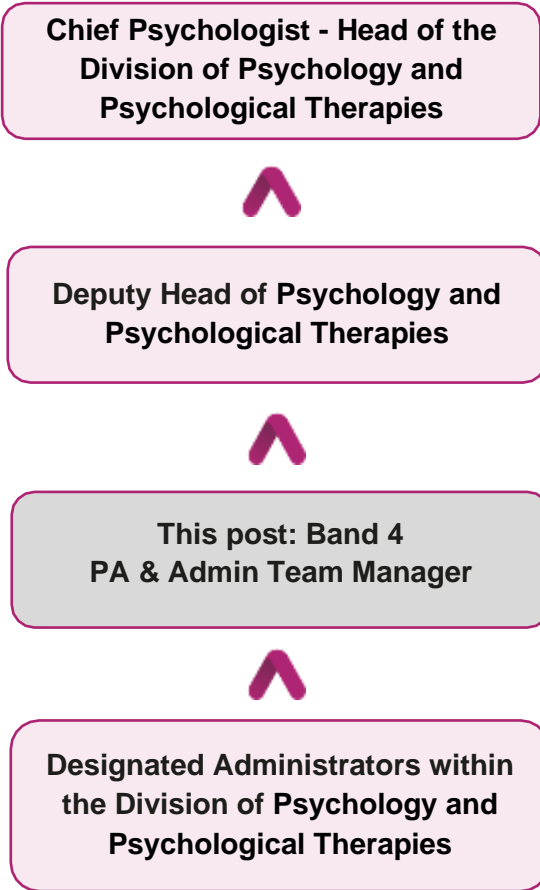 Chief Psychologist - Head of the
Division of Psychology and
Psychological Therapies
Deputy Head of Psychology and
Psychological Therapies
This post: Band 4
PA & Admin Team Manager
Designated Administrators within
the Division of Psychology and
Psychological Therapies